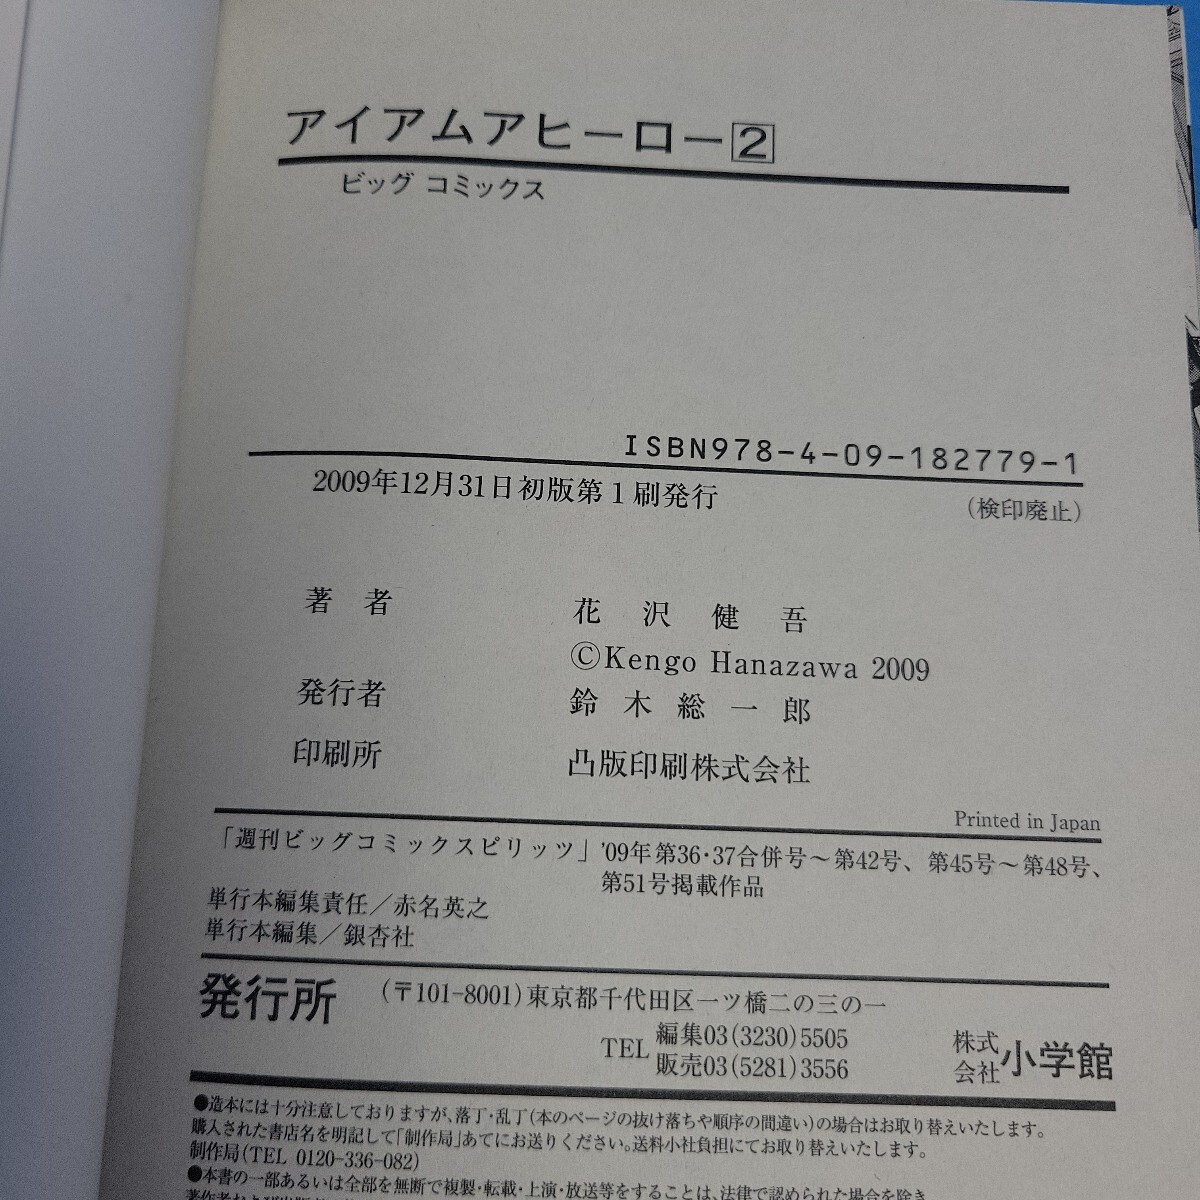 アイアムアヒーロー2
ビッグ コミックス
ISBN978-4-09-182779-1
2009年12月31日初版第1刷発行
(検印廃止)
著者 花沢健吾
©Kengo Hanazawa 2009
発行者 鈴木総一郎
印刷所 凸版印刷株式会社
Printed in Japan
「週刊ビッグコミックスピリッツ」'09年第36・37合併号〜第42号、第45号〜第48号、
第51号掲載作品
単行本編集責任/赤名英之
単行本編集/銀杏社
発行所 (〒101-8001)東京都千代田区一ツ橋二の三の一
TEL 編集03(3230)5505
販売03(5281)3556
株式会社 小学館
●造本には十分注意しておりますが、落丁・乱丁(本のページの抜け落ちや順序の間違い)の場合はお取り替えいたします。
購入された書店名を明記して「制作局」あてにお送りください。送料小社負担にてお取り替えいたします。
制作局(TEL 0120-336-082)
●本書の一部あるいは全部を無断で複製・転載・上演・放送等をすることは、法律で認められた場合を除き、